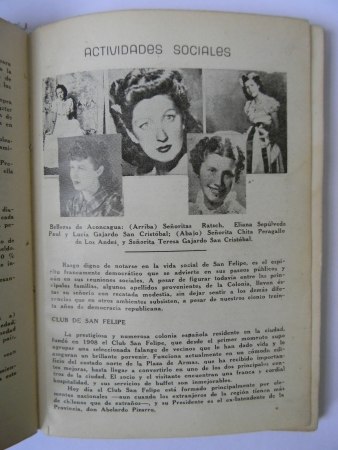 ACTIVIDADES SOCIALES
Bellezas de Aconcagua: (Arriba) Señoritas Ratsch, Eliana Sepúlveda
Paul y Lucía Gajardo San Cristóbal; (Abajo) Señorita Chita Peragallo
de Los Andes, y Señorita Teresa Gajardo San Cristóbal.
Rasgo digno de notarse en la vida social de San Felipe, es el espí-
ritu francamente democrático que se advierte en sus paseos públicos y
en sus reuniones sociales. A pesar de figurar todavía entre las prin-
cipales familias, algunos apellidos provenientes de la Colonia, llevan és-
tas su señorío con recatada modestia, sin dejar sentir a los demás dife-
rencias que en otros ambientes subsisten, a pesar de nuestros ciento trein-
ta años de democracia.
CLUB DE SAN FELIPE
La prestigiosa y numerosa colonia española residente en la ciudad,
fundó en 1908 el Club San Felipe, que desde el primer momento supo
agrupar una seleccionada falange de vecinos que le han dado vida y le
auguran un brillante porvenir. Funciona actualmente en su cómodo edi-
ficio del costado norte de la Plaza de Armas, que ha recibido importan-
tes mejoras, hasta llegar a convertirlo en uno de los dos principales cen-
tros de la ciudad. El socio y el visitante encuentran una franca y cordial
hospitalidad, y sus servicios de buffet son inmejorables.
Hoy día el Club San Felipe está formado principalmente por ele-
mentos nacionales —aun cuando los extranjeros de la región tienen más
de chilenos que de extraños—, y su Presidente es el ex-Intendente de la
Provincia, don Abelardo Pizarro.